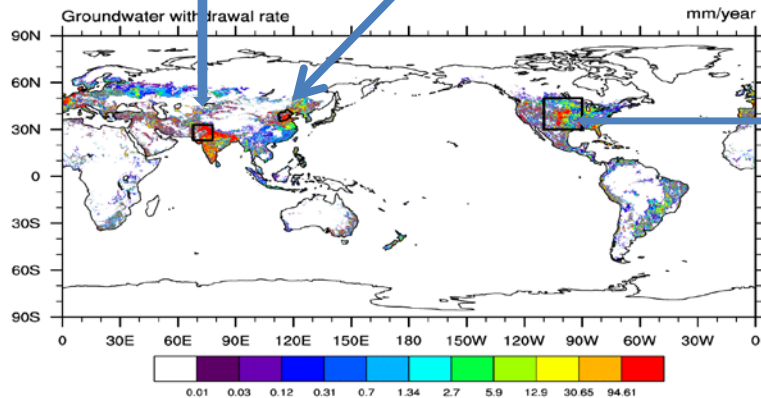 Groundwater withdrawal rate mm/year
90N
60N
30N
0
30S
60S
90S
0 30E 60E 90E 120E 150E 180 150W 120W 90W 60W 30W 0
0.01 0.03 0.12 0.31 0.7 1.34 2.7 5.9 12.9 30.65 94.61